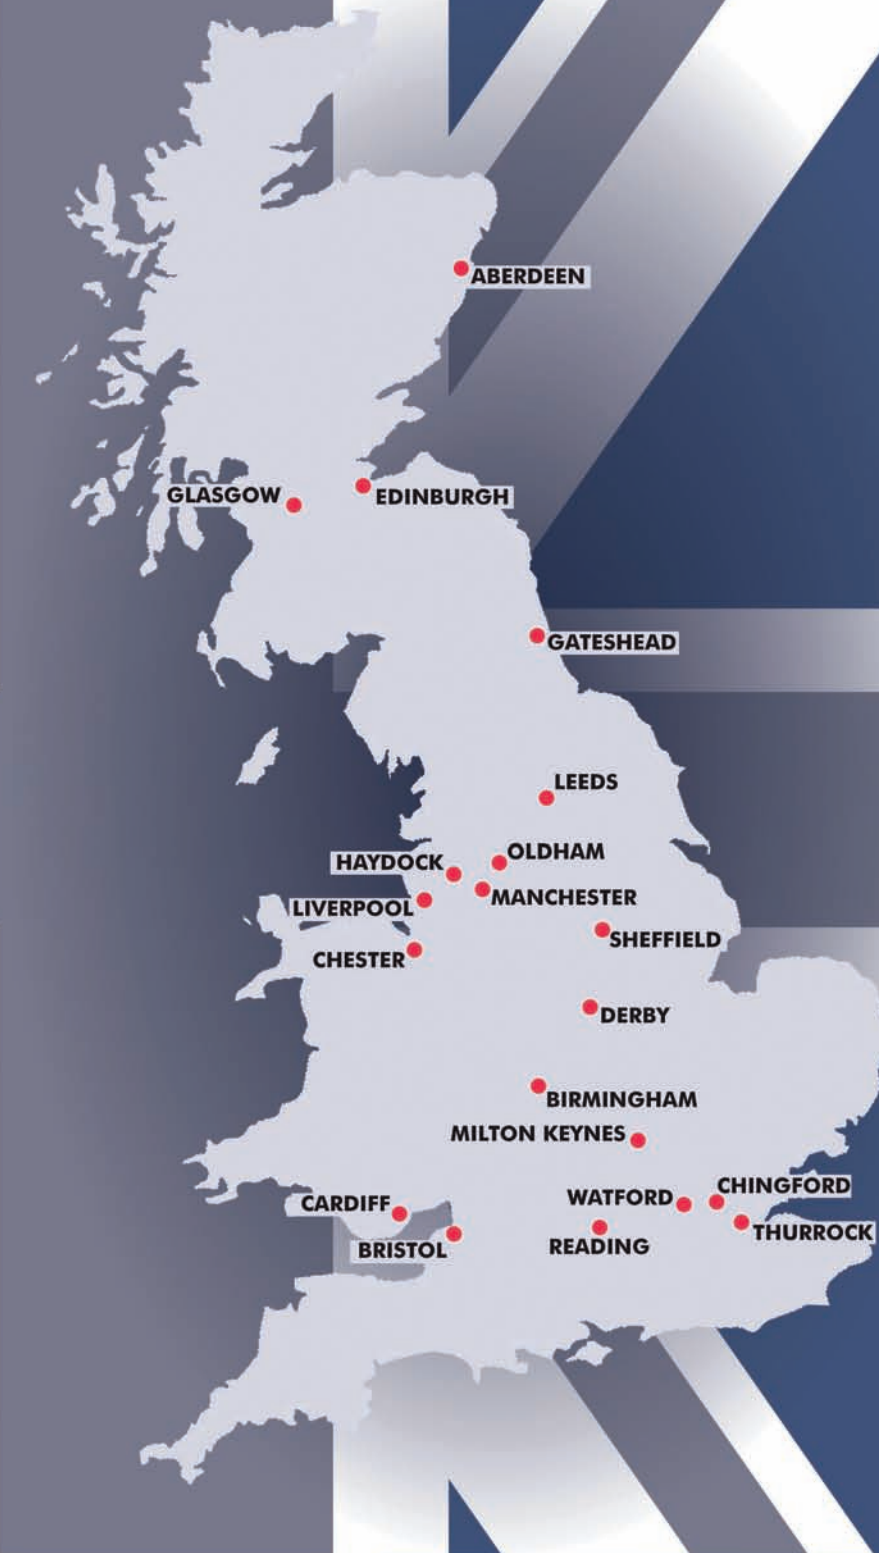 ABERDEEN
GLASGOW
EDINBURGH
GATESHEAD
LEEDS
OLDHAM
HAYDOCK
MANCHESTER
LIVERPOOL
SHEFFIELD
CHESTER
DERBY
BIRMINGHAM
MILTON KEYNES
CHINGFORD
WATFORD
CARDIFF
THURROCK
READING
BRISTOL